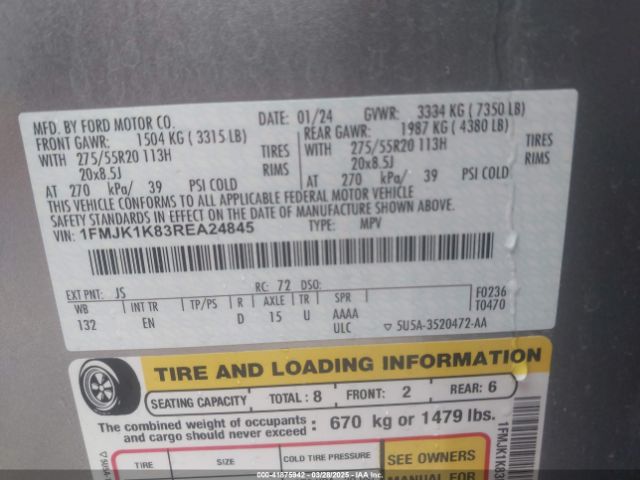 MFD. BY FORD MOTOR CO.
DATE: 01/24 GVWR: 3334 KG (7350 LB)
FRONT GAWR: 1504 KG (3315 LB) REAR GAWR: 1987 KG (4380 LB)
WITH 275/55R20 113H TIRES WITH 275/55R20 113H TIRES
20x8.5J RIMS 20x8.5J RIMS
AT 270 kPa/ 39 PSI COLD AT 270 kPa/ 39 PSI COLD
THIS VEHICLE CONFORMS TO ALL APPLICABLE FEDERAL MOTOR VEHICLE
SAFETY STANDARDS IN EFFECT ON THE DATE OF MANUFACTURE SHOWN ABOVE.
VIN: 1FMJK1K83REA24845 TYPE: MPV
EXT PNT: JS RC: 72 DSO: F0236
WB INT TR TP/PS R AXLE TR SPR T0470
132 EN D 15 U AAAA
ULC ▽ 5U5A-3520472-AA
TIRE AND LOADING INFORMATION
SEATING CAPACITY TOTAL : 8 FRONT: 2 REAR: 6
The combined weight of occupants and cargo should never exceed : 670 kg or 1479 lbs.
TIRE SIZE COLD TIRE PRESSURE SEE OWNERS
MANUAL FOR
▽5U5A
1FMJK1K83
00-41875942 - 03/28/2025 - IAA Inc.